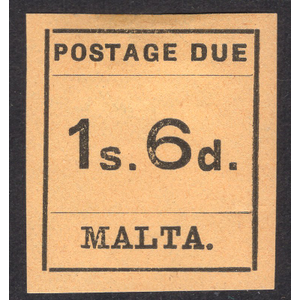 POSTAGE DUE
1s. 6d.
MALTA.